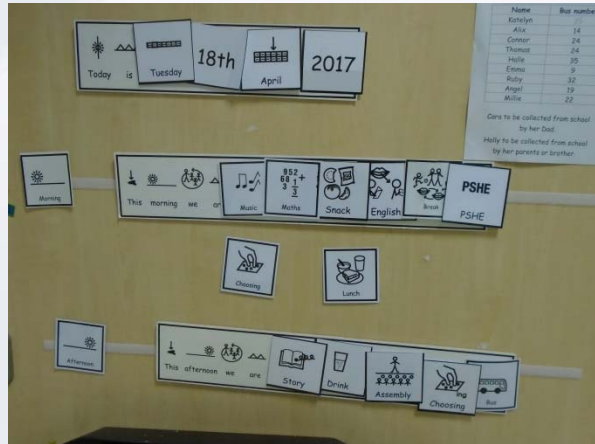 Name Bus number
Katelyn
Alix 14
Connor 24
Thomas 24
Halle 35
Emma 9
Ruby 32
Angel 19
Millie 22
Cara to be collected from school
by her Dad.
Holly to be collected from school
by her parents or brother
Today is Tuesday 18th April 2017
Morning
This morning we are Music Maths Snack English Break PSHE
PSHE
Choosing Lunch
Afternoon
This afternoon we are Story Drink Assembly Choosing Bus